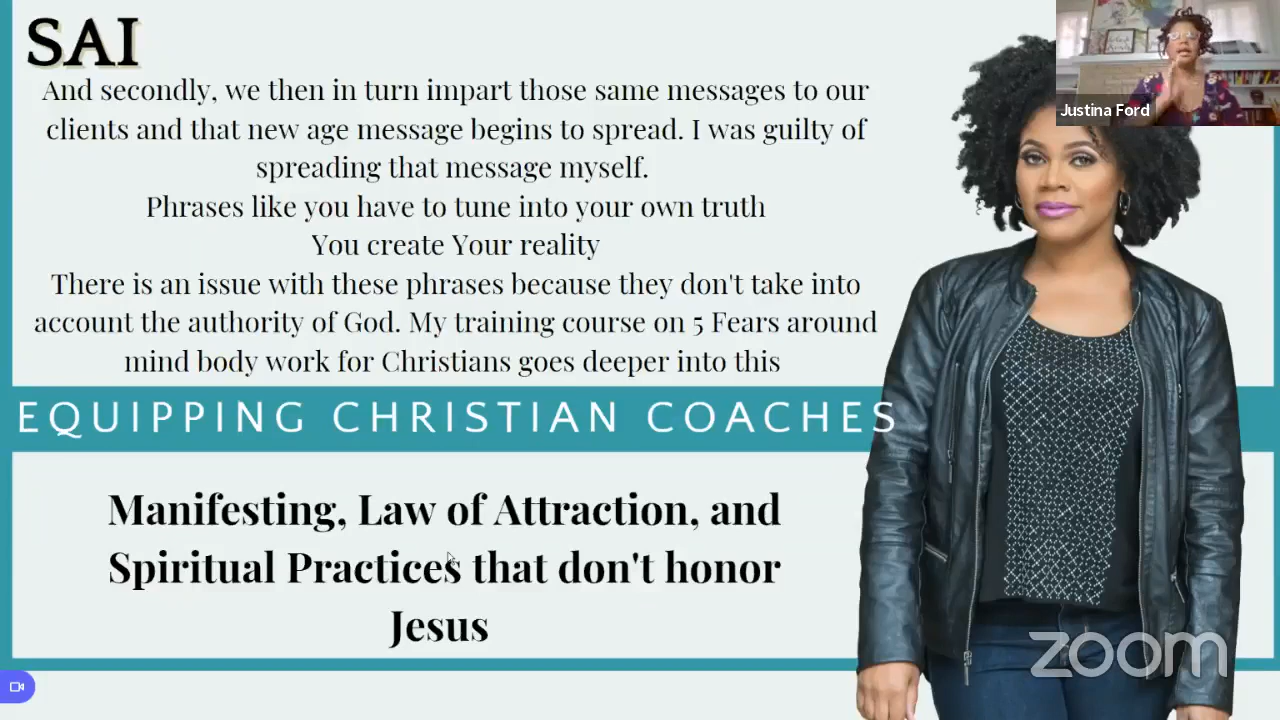 SAI
And secondly, we then in turn impart those same messages to our
clients and that new age message begins to spread. I was guilty of
spreading that message myself.
Phrases like you have to tune into your own truth
You create Your reality
There is an issue with these phrases because they don't take into
account the authority of God. My training course on 5 Fears around
mind body work for Christians goes deeper into this
EQUIPPING CHRISTIAN COACHES
Manifesting, Law of Attraction, and
Spiritual Practices that don't honor
Jesus
Justina Ford
zoom